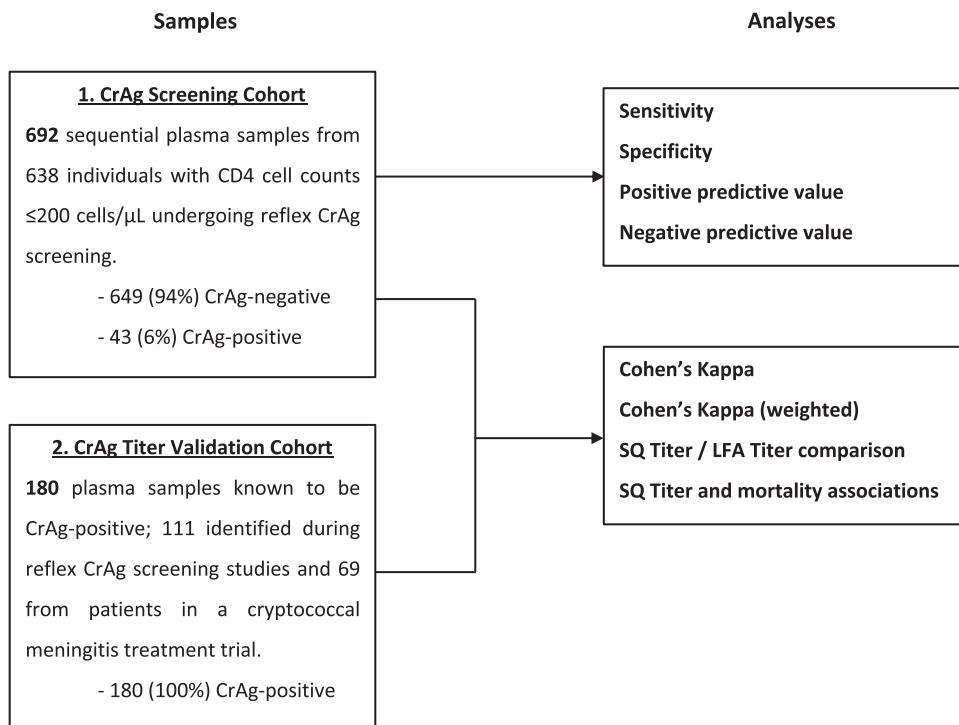 Samples
Analyses
1. CrAg Screening Cohort
692 sequential plasma samples from
638 individuals with CD4 cell counts
≤200 cells/µL undergoing reflex CrAg
screening.
- 649 (94%) CrAg-negative
- 43 (6%) CrAg-positive
Sensitivity
Specificity
Positive predictive value
Negative predictive value
2. CrAg Titer Validation Cohort
180 plasma samples known to be
CrAg-positive; 111 identified during
reflex CrAg screening studies and 69
from patients in a cryptococcal
meningitis treatment trial.
- 180 (100%) CrAg-positive
Cohen’s Kappa
Cohen’s Kappa (weighted)
SQ Titer / LFA Titer comparison
SQ Titer and mortality associations